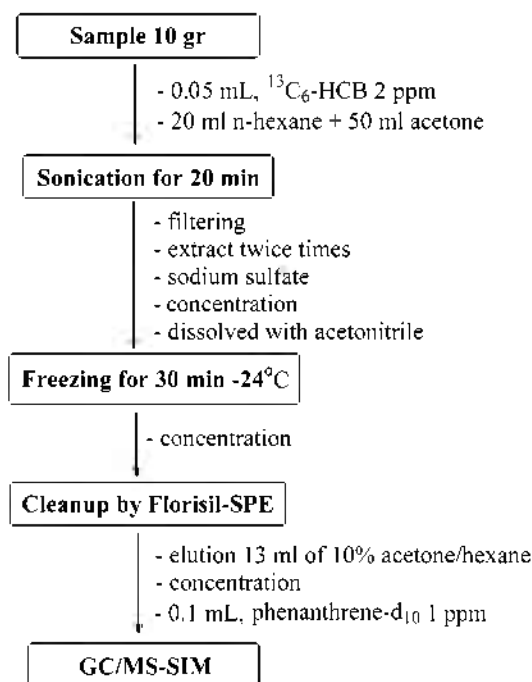 Sample 10 gr
- 0.05 mL, ¹³C₆-HCB 2 ppm
- 20 ml n-hexane + 50 ml acetone
Sonication for 20 min
- filtering
- extract twice times
- sodium sulfate
- concentration
- dissolved with acetonitrile
Freezing for 30 min -24°C
- concentration
Cleanup by Florisil-SPE
- elution 13 ml of 10% acetone/hexane
- concentration
- 0.1 mL, phenanthrene-d₁₀ 1 ppm
GC/MS-SIM